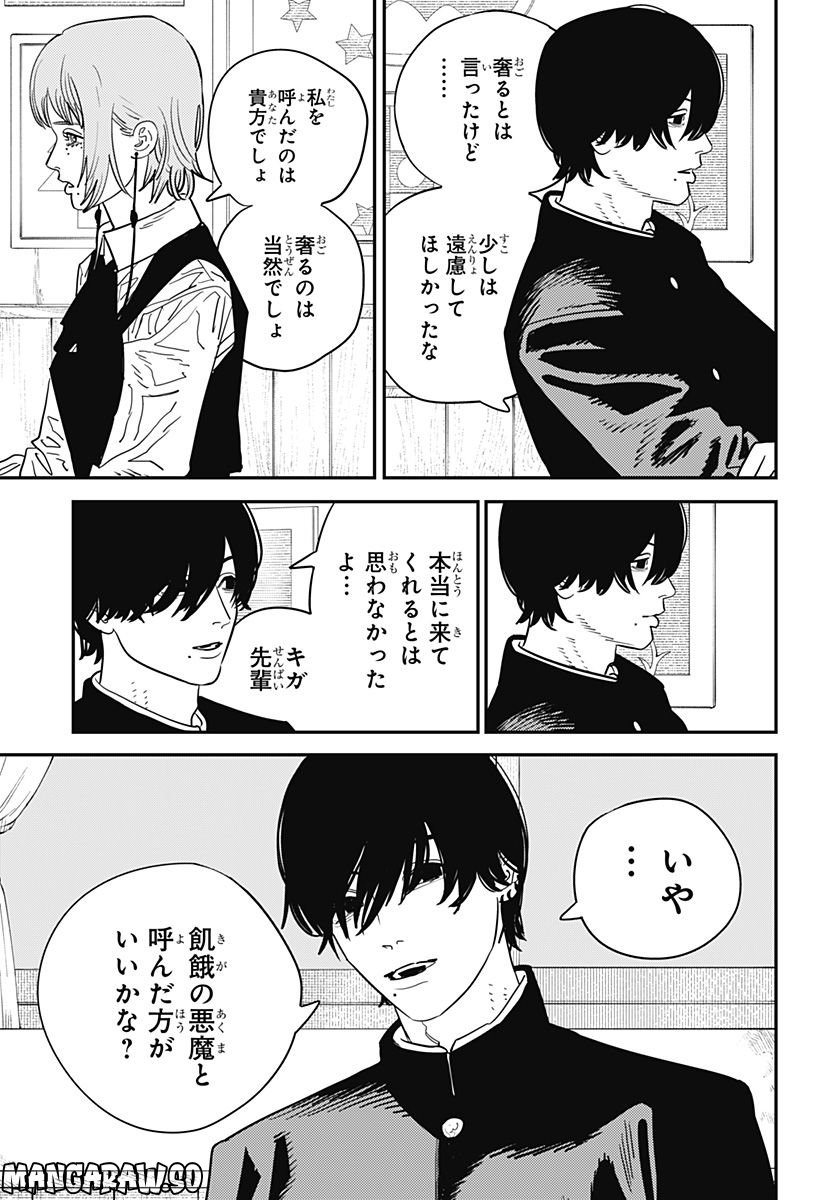 奢るとは
言ったけど
……
少しは
遠慮して
ほしかったな
私を
呼んだのは
貴方でしょ
奢るのは
当然でしょ
本当に来て
くれるとは
思わなかった
よ…
キガ
先輩
いや
…
飢餓の悪魔と
呼んだ方が
いいかな?
MANGARAW.SO